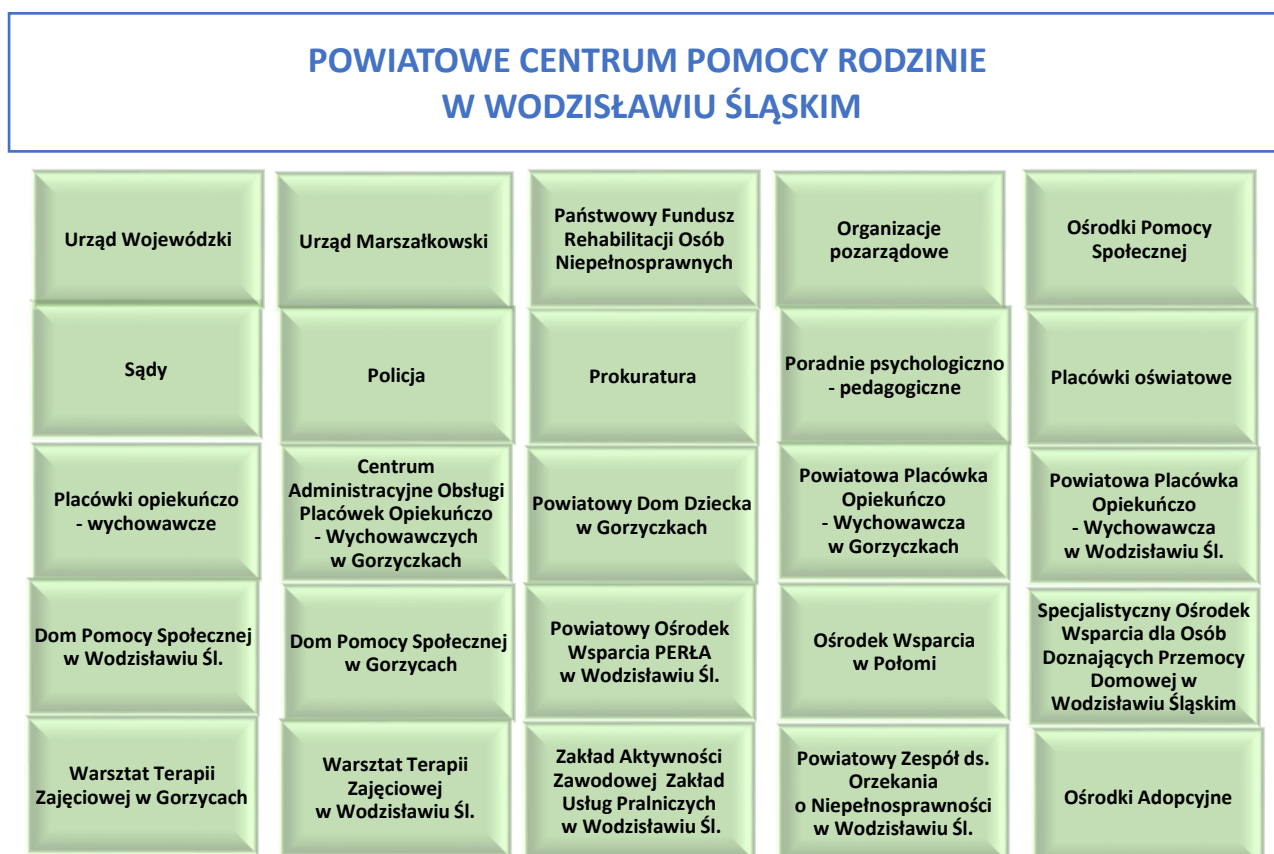 POWIATOWE CENTRUM POMOCY RODZINIE
W WODZISŁAWIU ŚLĄSKIM
Urząd Wojewódzki
Urząd Marszałkowski
Państwowy Fundusz
Rehabilitacji Osób
Niepełnosprawnych
Organizacje
pozarządowe
Ośrodki Pomocy
Społecznej
Sądy
Policja
Prokuratura
Poradnie psychologiczno
- pedagogiczne
Placówki oświatowe
Placówki opiekuńczo
- wychowawcze
Centrum
Administracyjne Obsługi
Placówek Opiekuńczo
- Wychowawczych
w Gorzyczkach
Powiatowy Dom Dziecka
w Gorzyczkach
Powiatowa Placówka
Opiekuńczo
- Wychowawcza
w Gorzyczkach
Powiatowa Placówka
Opiekuńczo
- Wychowawcza
w Wodzisławiu Śl.
Dom Pomocy Społecznej
w Wodzisławiu Śl.
Dom Pomocy Społecznej
w Gorzycach
Powiatowy Ośrodek
Wsparcia PERŁA
w Wodzisławiu Śl.
Ośrodek Wsparcia
w Połomi
Specjalistyczny Ośrodek
Wsparcia dla Osób
Doznających Przemocy
Domowej w
Wodzisławiu Śląskim
Warsztat Terapii
Zajęciowej w Gorzycach
Warsztat Terapii
Zajęciowej
w Wodzisławiu Śl.
Zakład Aktywności
Zawodowej Zakład
Usług Pralniczych
w Wodzisławiu Śl.
Powiatowy Zespół ds.
Orzekania
o Niepełnosprawności
w Wodzisławiu Śl.
Ośrodki Adopcyjne